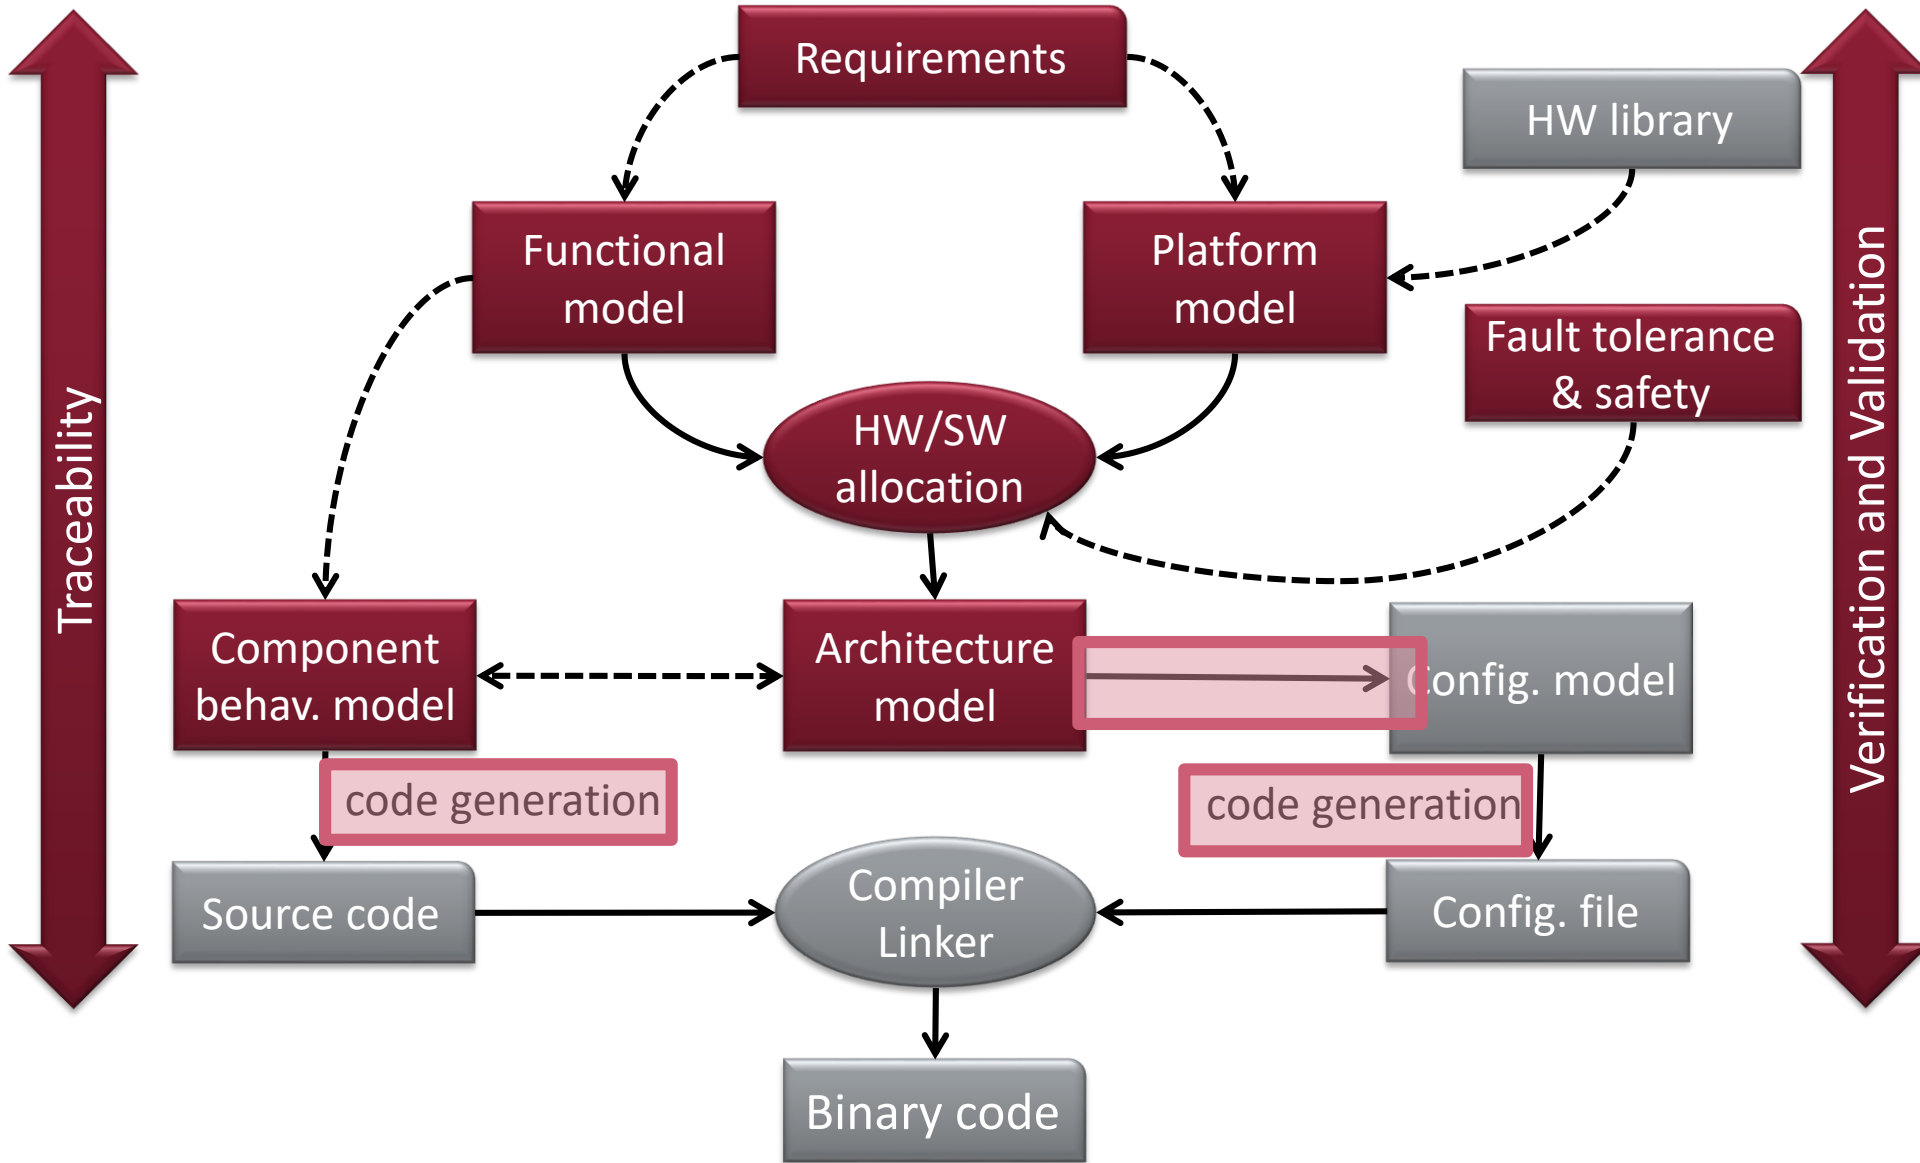 Requirements
HW library
Functional
model
Platform
model
Fault tolerance
& safety
HW/SW
allocation
Traceability
Verification and Validation
Component
behav. model
Architecture
model
Config. model
code generation
code generation
Source code
Compiler
Linker
Config. file
Binary code